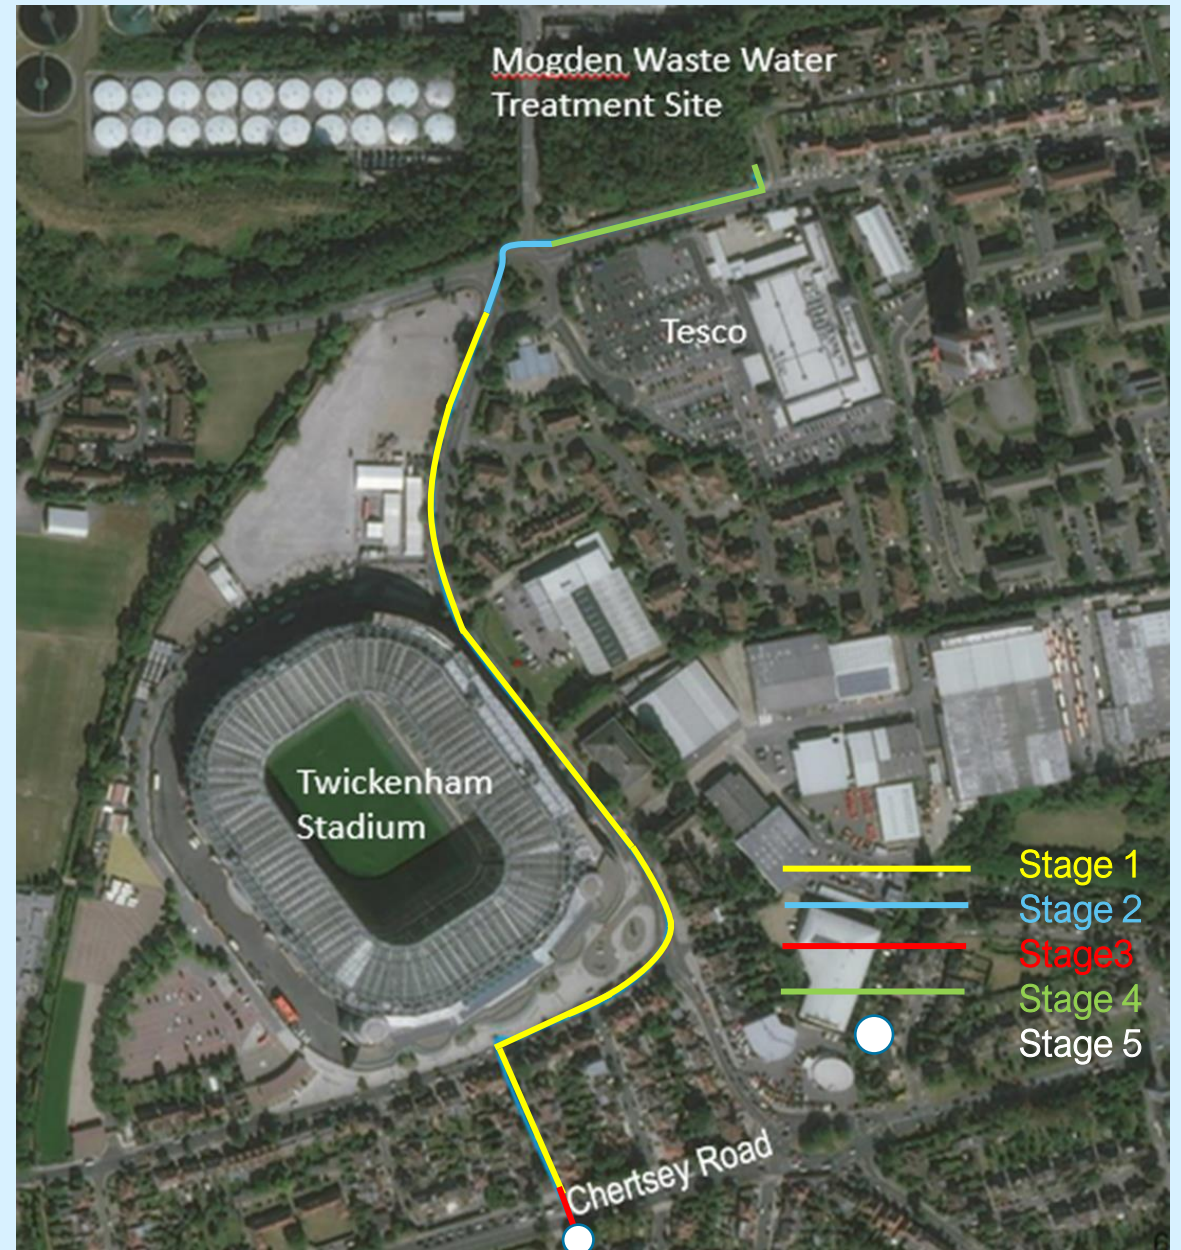 Mogden Waste Water
Treatment Site
Tesco
Twickenham
Stadium
Stage 1
Stage 2
Stage3
Stage 4
Stage 5
Chertsey Road
6